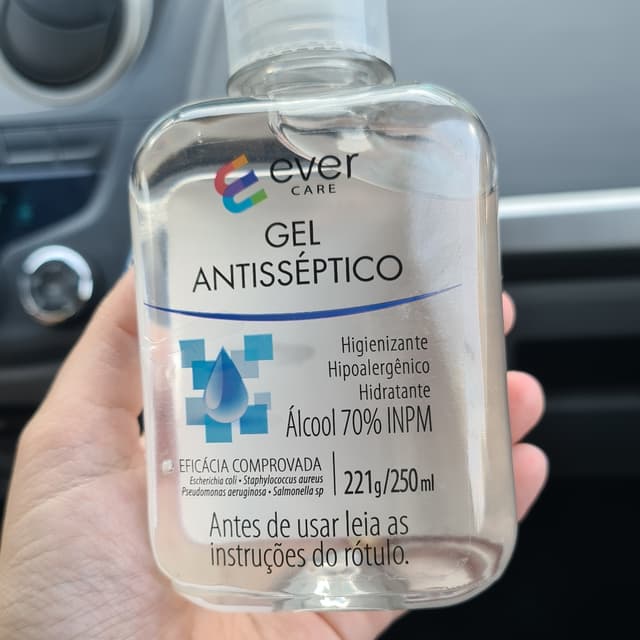 ever
CARE
GEL
ANTISSÉPTICO
Higienizante
Hipoalergênico
Hidratante
Álcool 70% INPM
EFICÁCIA COMPROVADA
Escherichia coli • Staphylococcus aureus
Pseudomonas aeruginosa • Salmonella sp
221g/250ml
Antes de usar leia as
instruções do rótulo.